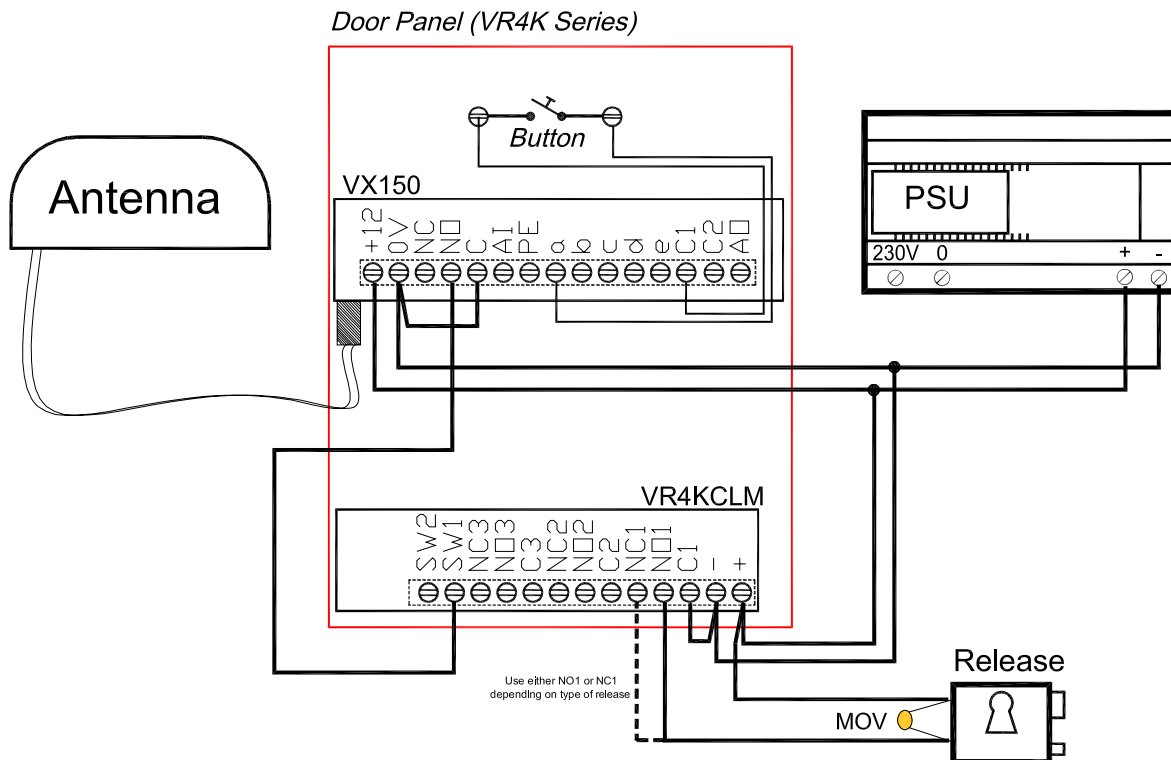 Door Panel (VR4K Series)
Button
Antenna
VX150
+12 0V NC NO C AI PE a b c d e C1 C2 AO
PSU
230V 0 + -
VR4KCLM
SW2 SW1 NC3 NO3 C3 NC2 NO2 C2 NC1 NO1 C1 - +
Use either NO1 or NC1
depending on type of release
Release
MOV